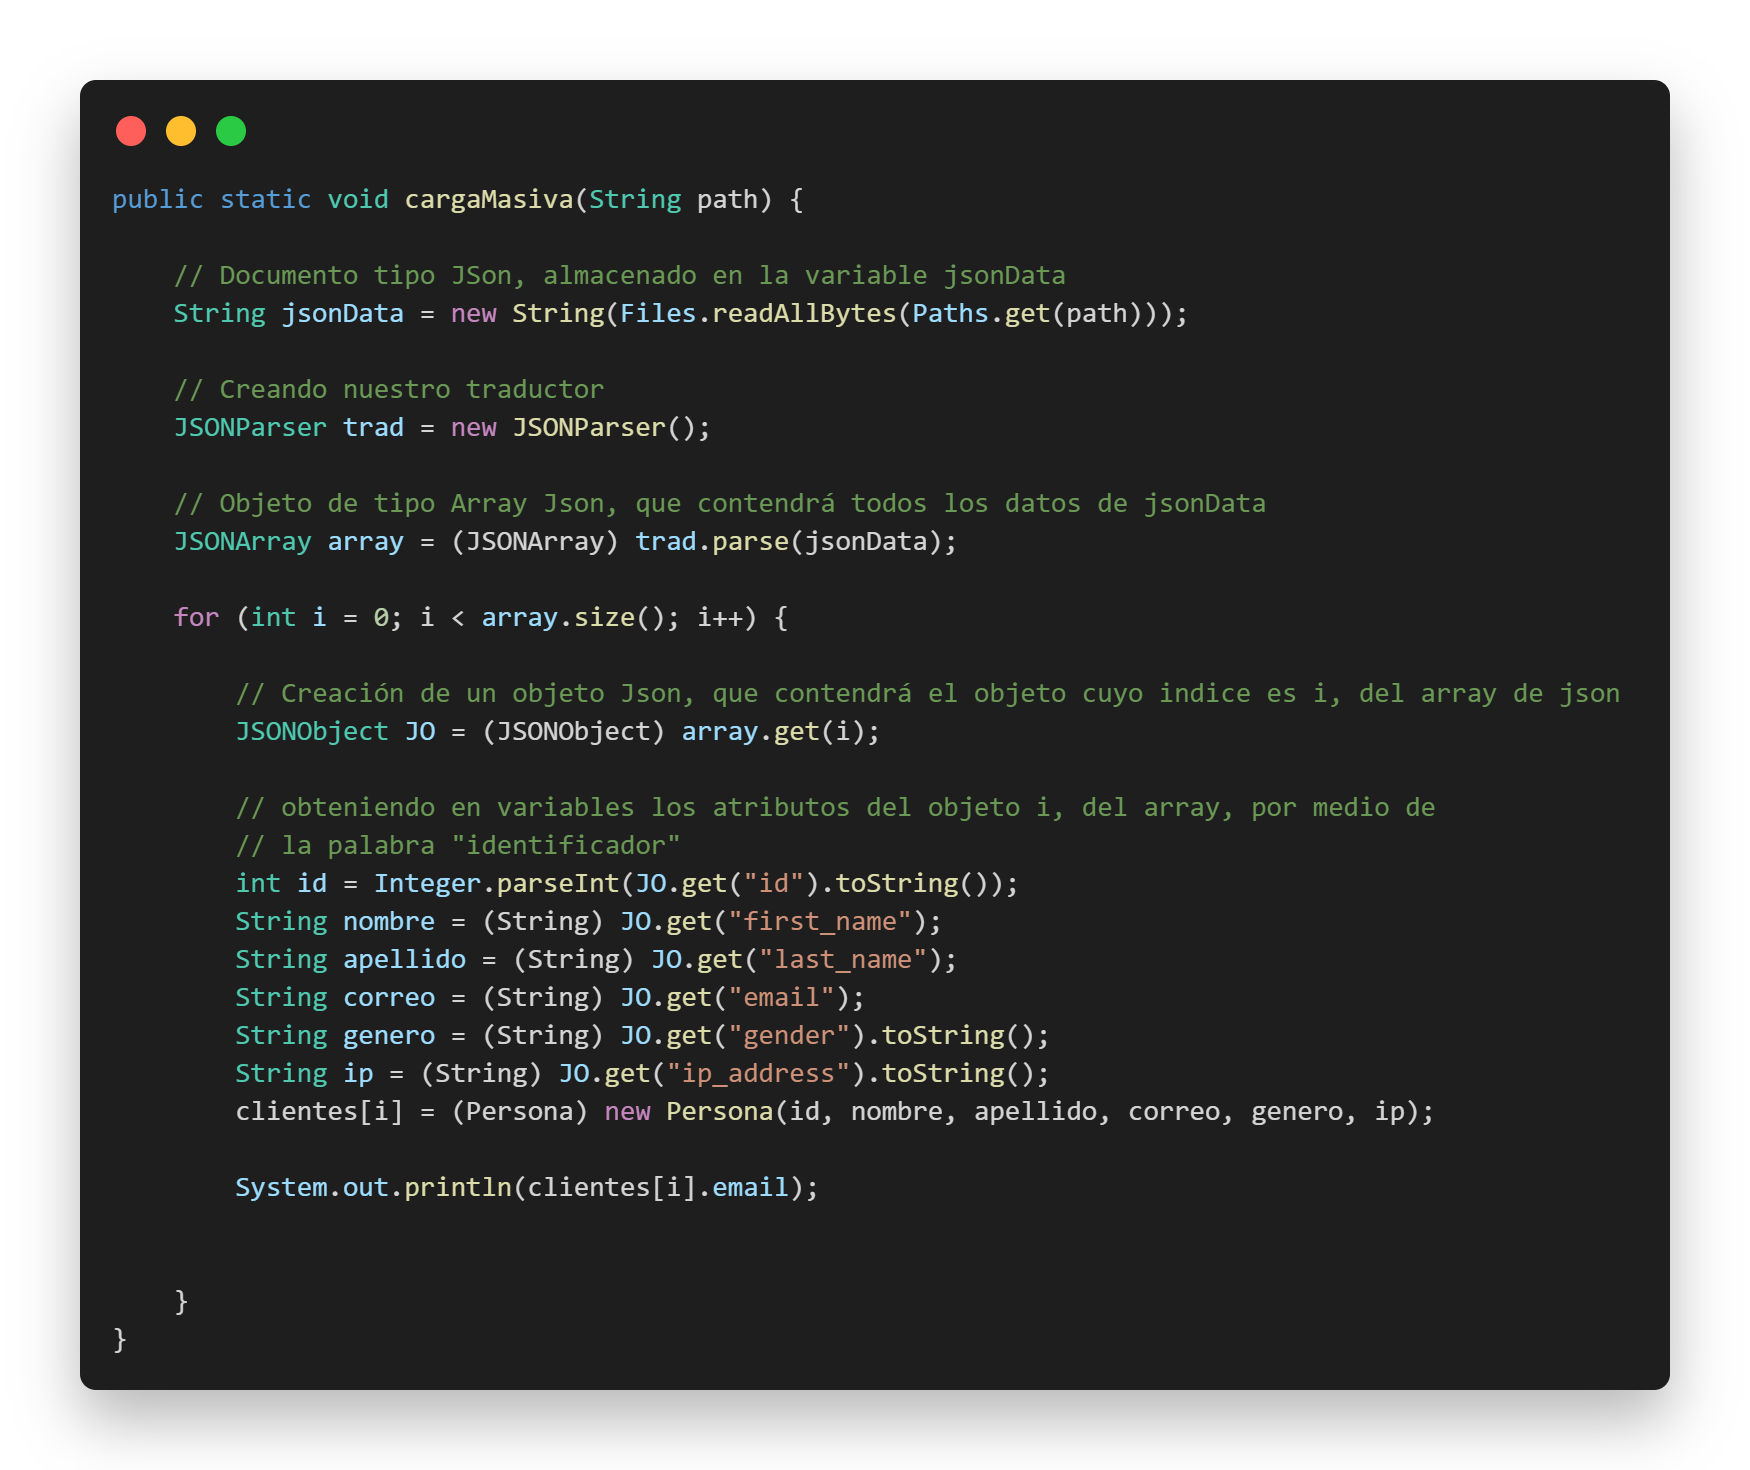 public static void cargaMasiva(String path) {
// Documento tipo JSon, almacenado en la variable jsonData
String jsonData = new String(Files.readAllBytes(Paths.get(path)));
// Creando nuestro traductor
JSONParser trad = new JSONParser();
// Objeto de tipo Array Json, que contendrá todos los datos de jsonData
JSONArray array = (JSONArray) trad.parse(jsonData);
for (int i = 0; i < array.size(); i++) {
// Creación de un objeto Json, que contendrá el objeto cuyo indice es i, del array de json
JSONObject JO = (JSONObject) array.get(i);
// obteniendo en variables los atributos del objeto i, del array, por medio de
// la palabra "identificador"
int id = Integer.parseInt(JO.get("id").toString());
String nombre = (String) JO.get("first_name");
String apellido = (String) JO.get("last_name");
String correo = (String) JO.get("email");
String genero = (String) JO.get("gender").toString();
String ip = (String) JO.get("ip_address").toString();
clientes[i] = (Persona) new Persona(id, nombre, apellido, correo, genero, ip);
System.out.println(clientes[i].email);
}
}